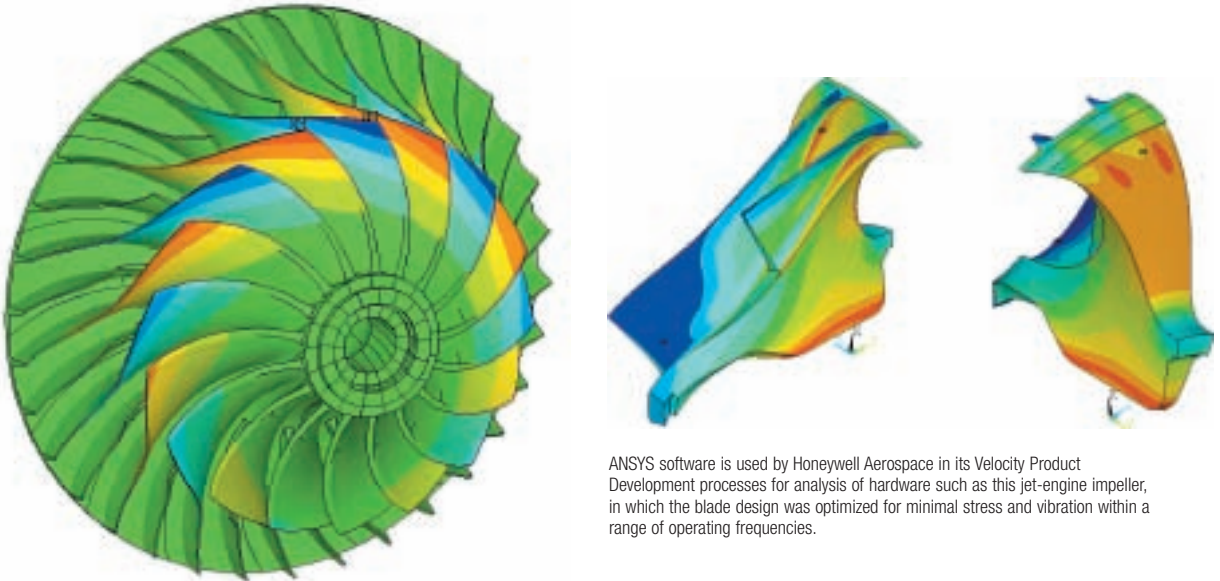 ANSYS software is used by Honeywell Aerospace in its Velocity Product
Development processes for analysis of hardware such as this jet-engine impeller,
in which the blade design was optimized for minimal stress and vibration within a
range of operating frequencies.